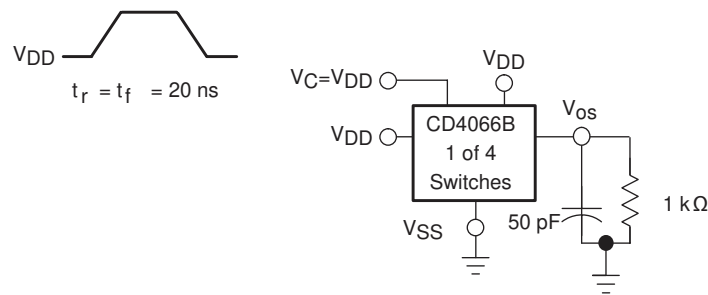 VDD
tr = tf = 20 ns
VC=VDD
VDD
VDD
CD4066B
1 of 4
Switches
Vos
VSS
50 pF
1 kΩ